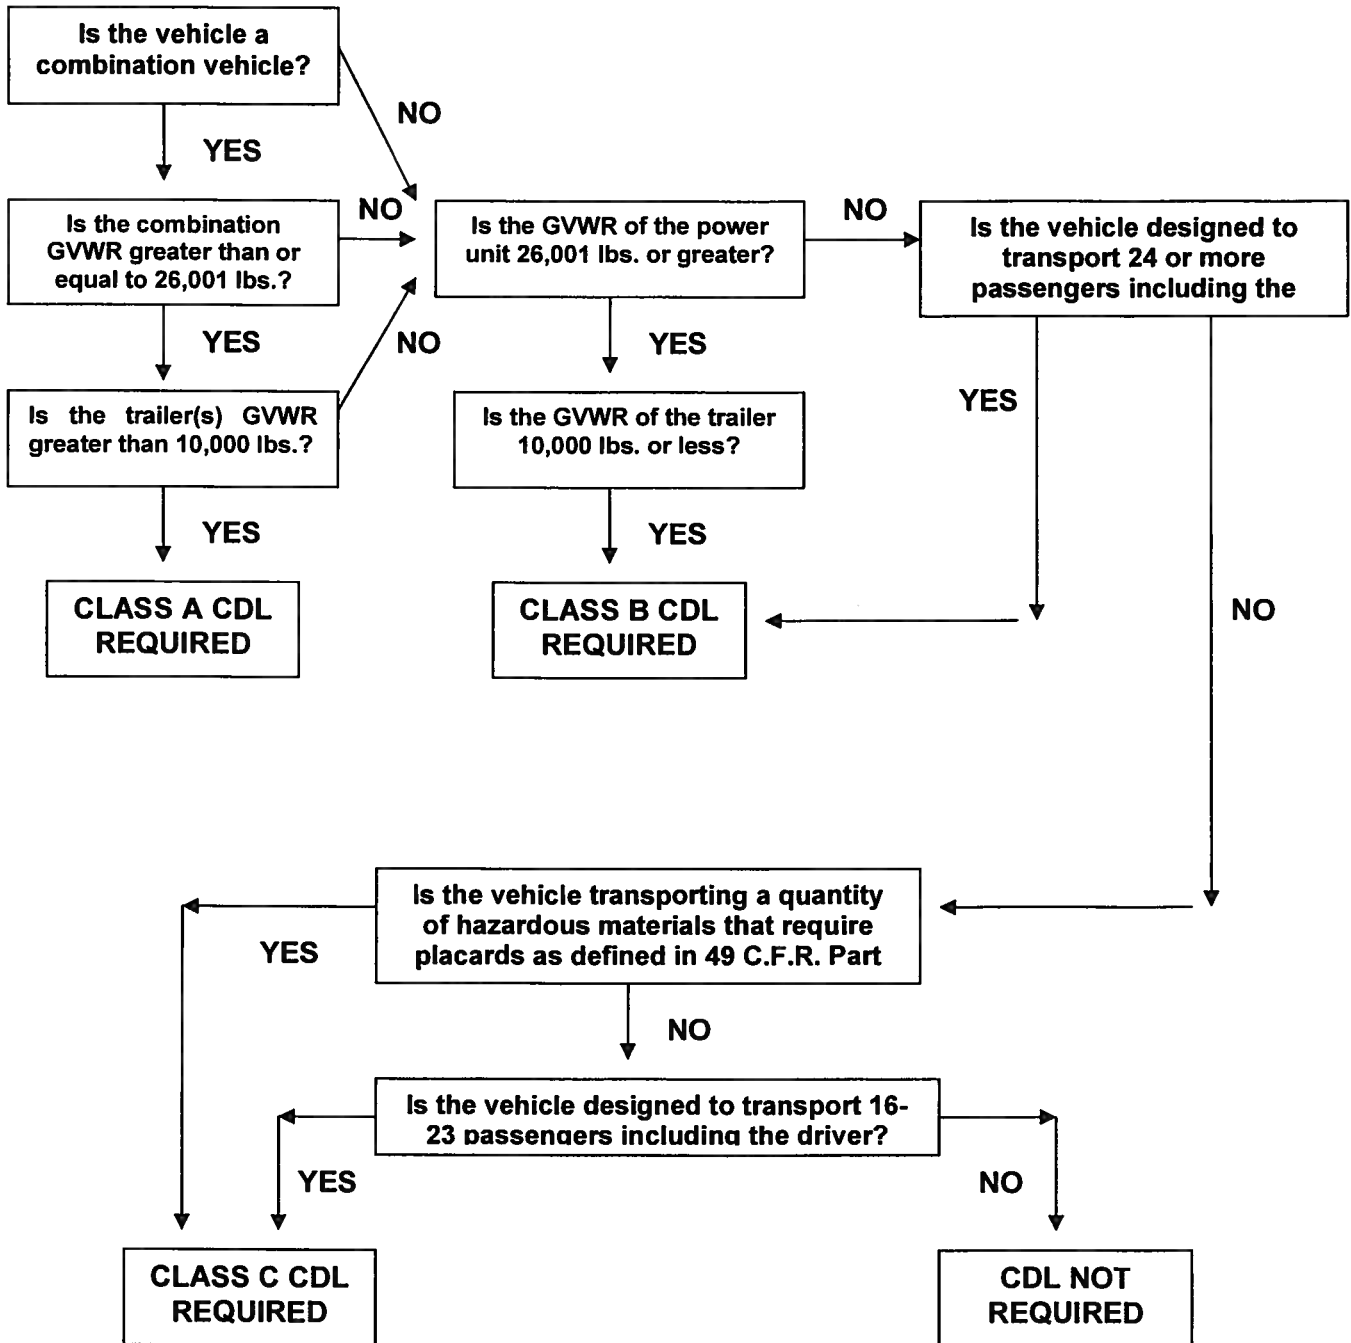 Is the vehicle a
combination vehicle?
NO
YES
Is the combination
GVWR greater than or
equal to 26,001 lbs.?
NO
Is the GVWR of the power
unit 26,001 lbs. or greater?
NO
Is the vehicle designed to
transport 24 or more
passengers including the
YES
NO
YES
YES
Is the trailer(s) GVWR
greater than 10,000 lbs.?
Is the GVWR of the trailer
10,000 lbs. or less?
YES
YES
CLASS A CDL
REQUIRED
CLASS B CDL
REQUIRED
NO
Is the vehicle transporting a quantity
of hazardous materials that require
placards as defined in 49 C.F.R. Part
YES
NO
Is the vehicle designed to transport 16-
23 passengers including the driver?
YES
NO
CLASS C CDL
REQUIRED
CDL NOT
REQUIRED